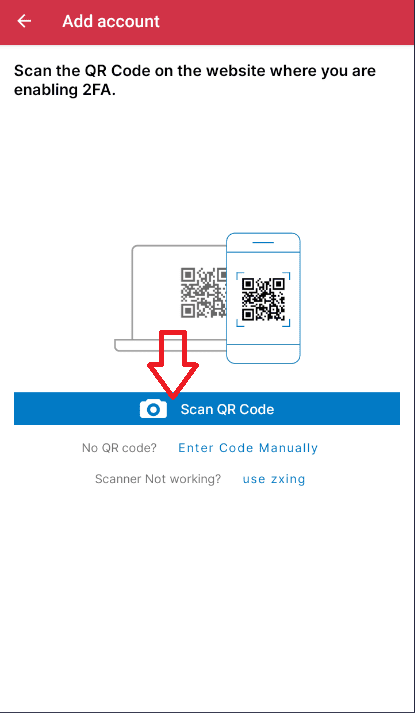 Add account
Scan the QR Code on the website where you are
enabling 2FA.
Scan QR Code
No QR code? Enter Code Manually
Scanner Not working? use zxing